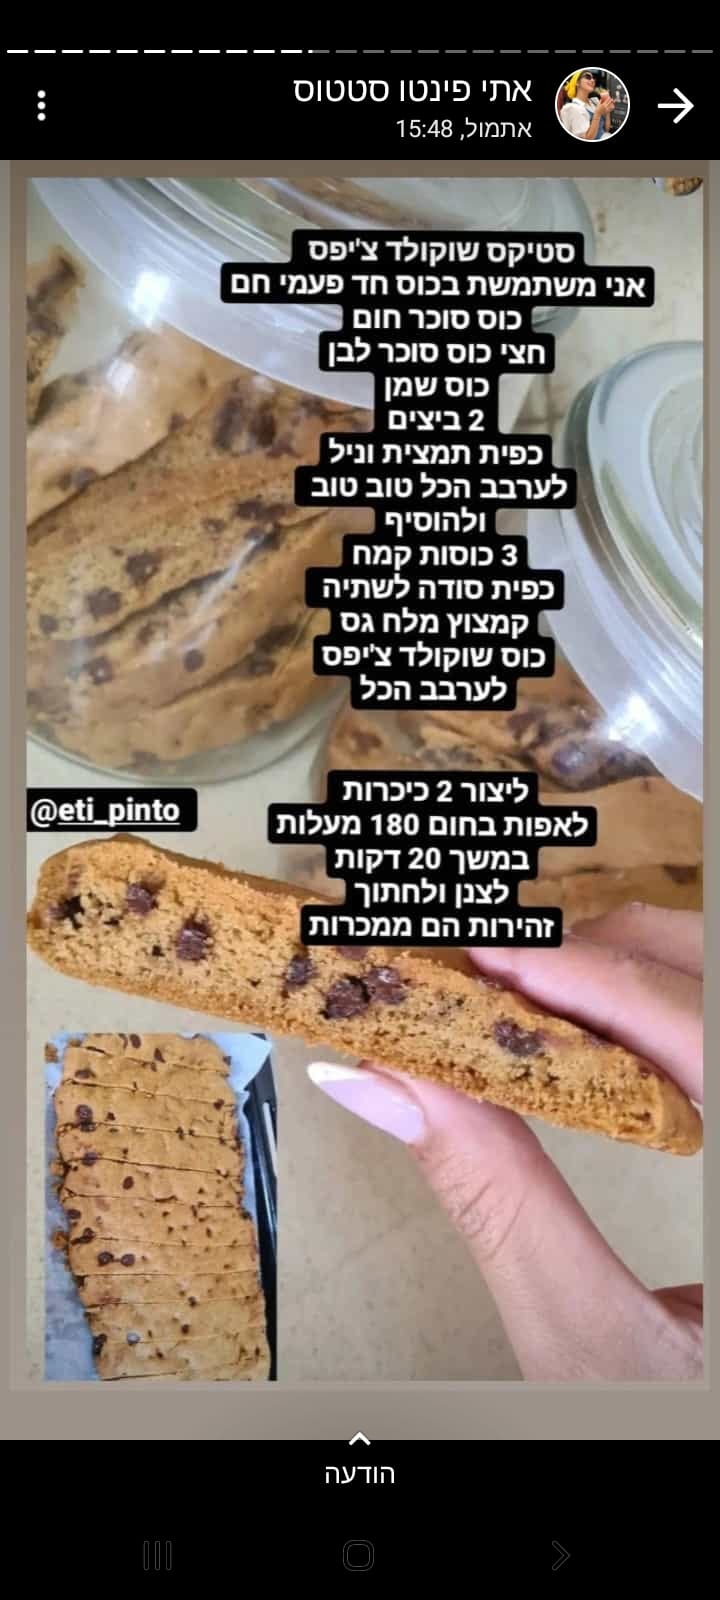 אתי פינטו סטטוס
אתמול, 15:48
סטיקס שוקולד צ'יפס
אני משתמשת בכוס חד פעמי חם
כוס סוכר חום
חצי כוס סוכר לבן
כוס שמן
2 ביצים
כפית תמצית וניל
לערבב הכל טוב טוב
ולהוסיף
3 כוסות קמח
כפית סודה לשתיה
קמצוץ מלח גס
כוס שוקולד צ'יפס
לערבב הכל
ליצור 2 כיכרות
@eti_pinto
לאפות בחום 180 מעלות
במשך 20 דקות
לצנן ולחתוך
זהירות הם ממכרות
הודעה